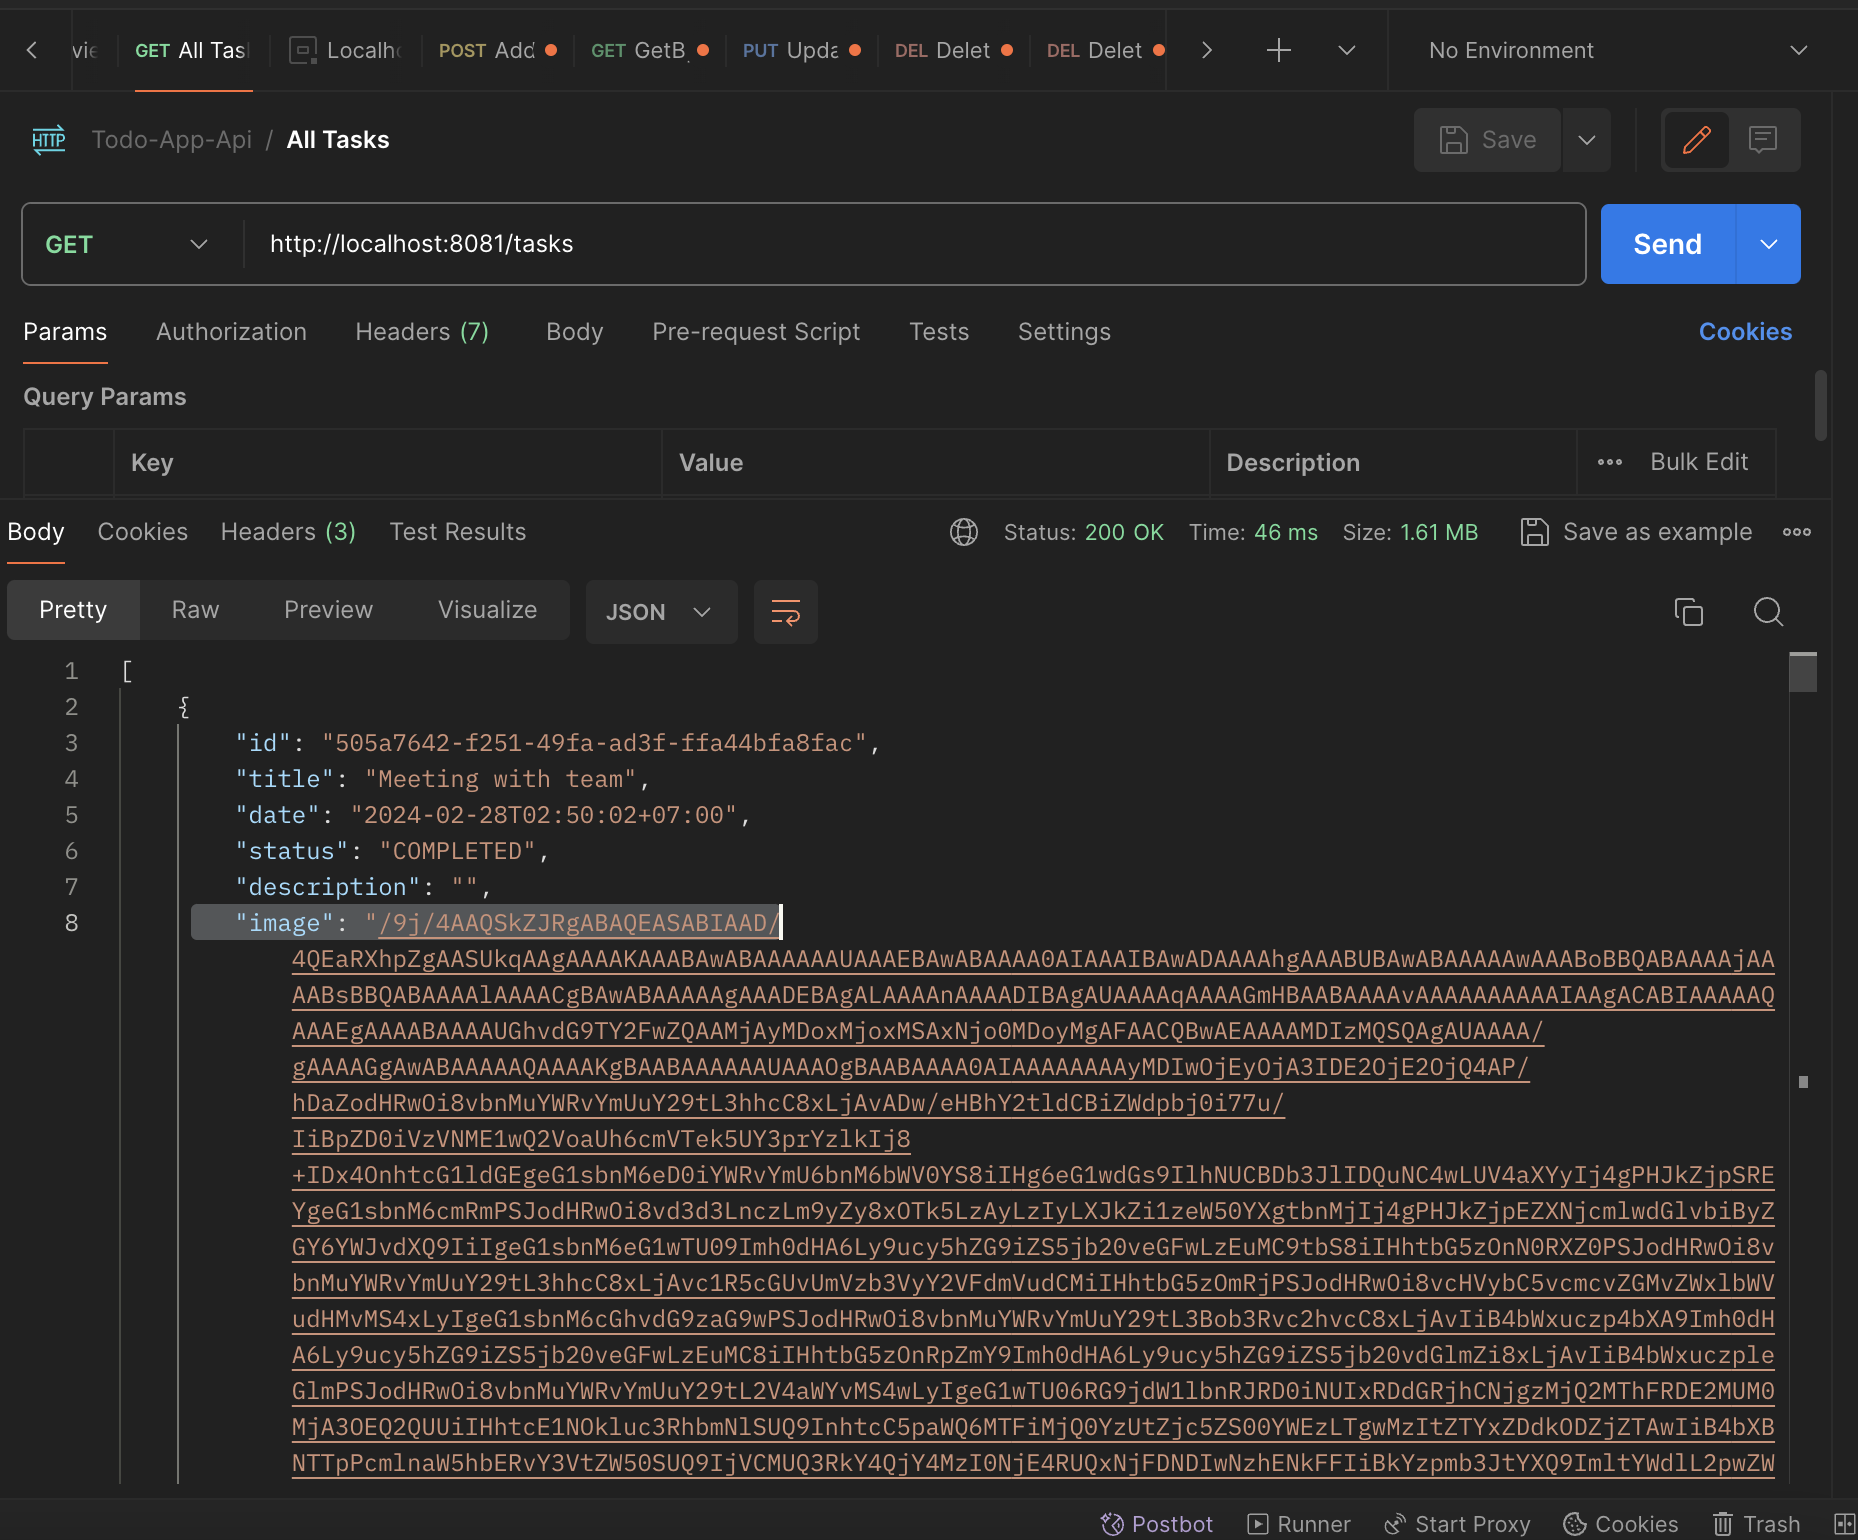 GET All Tas
Localho
POST Add
GET GetB
PUT Upda
DEL Delet
DEL Delet
No Environment
HTTP Todo-App-Api / All Tasks
Save
GET http://localhost:8081/tasks
Send
Params Authorization Headers (7) Body Pre-request Script Tests Settings Cookies
Query Params
Key Value Description Bulk Edit
Body Cookies Headers (3) Test Results Status: 200 OK Time: 46 ms Size: 1.61 MB Save as example
Pretty Raw Preview Visualize JSON
1 [
2 {
3 "id": "505a7642-f251-49fa-ad3f-ffa44bfa8fac",
4 "title": "Meeting with team",
5 "date": "2024-02-28T02:50:02+07:00",
6 "status": "COMPLETED",
7 "description": "",
8 "image": "/9j/4AAQSkZJRgABAQEASABIAAD/
4QEaRXhpZgAASUkqAAgAAAAKAAABAwABAAAAAAUAAAEBAwABAAAA0AIAAAIBAwADAAAAhgAAABUBAwABAAAAAwAAABoBBQABAAAAjAA
AABsBBQABAAAAlAAAACgBAwABAAAAAgAAADEBAgALAAAAnAAAADIBAgAUAAAAqAAAAGmHBAABAAAAvAAAAAAAAAAIAAgACABIAAAAAQ
AAAEgAAAABAAAAUGhvdG9TY2FwZQAAMjAyMDoxMjoxMSAxNjo0MDoyMgAFAACQBwAEAAAAMDIzMQSQAgAUAAAA/
gAAAAGgAwABAAAAAQAAAAKgBAABAAAAAAUAAAOgBAABAAAA0AIAAAAAAAAyMDIwOjEyOjA3IDE2OjE2OjQ4AP/
hDaZodHRwOi8vbnMuYWRvYmUuY29tL3hhcC8xLjAvADw/eHBhY2tldCBiZWdpbj0i77u/
IiBpZD0iVzVNME1wQ2VoaUh6cmVTek5UY3prYzlkIj8
+IDx4OnhtcG1ldGEgeG1sbnM6eD0iYWRvYmU6bnM6bWV0YS8iIHg6eG1wdGs9IlhNUCBDb3JlIDQuNC4wLUV4aXYyIj4gPHJkZjpSRE
YgeG1sbnM6cmRmPSJodHRwOi8vd3d3LnczLm9yZy8xOTk5LzAyLzIyLXJkZi1zeW50YXgtbnMjIj4gPHJkZjpEZXNjcmlwdGlvbiByZ
GY6YWJvdXQ9IiIgeG1sbnM6eG1wTU09Imh0dHA6Ly9ucy5hZG9iZS5jb20veGFwLzEuMC9tbS8iIHhtbG5zOnN0RXZ0PSJodHRwOi8v
bnMuYWRvYmUuY29tL3hhcC8xLjAvc1R5cGUvUmVzb3VyY2VFdmVudCMiIHhtbG5zOmRjPSJodHRwOi8vcHVybC5vcmcvZGMvZWxlbWV
udHMvMS4xLyIgeG1sbnM6cGhvdG9zaG9wPSJodHRwOi8vbnMuYWRvYmUuY29tL3Bob3Rvc2hvcC8xLjAvIiB4bWxuczp4bXA9Imh0dH
A6Ly9ucy5hZG9iZS5jb20veGFwLzEuMC8iIHhtbG5zOnRpZmY9Imh0dHA6Ly9ucy5hZG9iZS5jb20vdGlmZi8xLjAvIiB4bWxuczple
GlmPSJodHRwOi8vbnMuYWRvYmUuY29tL2V4aWYvMS4wLyIgeG1wTU06RG9jdW1lbnRJRD0iNUIxRDdGRjhCNjgzMjQ2MThFRDE2MUM0
MjA3OEQ2QUUiIHhtcE1NOkluc3RhbmNlSUQ9InhtcC5paWQ6MTFiMjQ0YzUtZjc5ZS00YWEzLTgwMzItZTYxZDdkODZjZTAwIiB4bXB
NTTpPcmlnaW5hbERvY3VtZW50SUQ9IjVCMUQ3RkY4QjY4MzI0NjE4RUQxNjFDNDIwNzhENkFFIiBkYzpmb3JtYXQ9ImltYWdlL2pwZW
Postbot Runner Start Proxy Cookies Trash